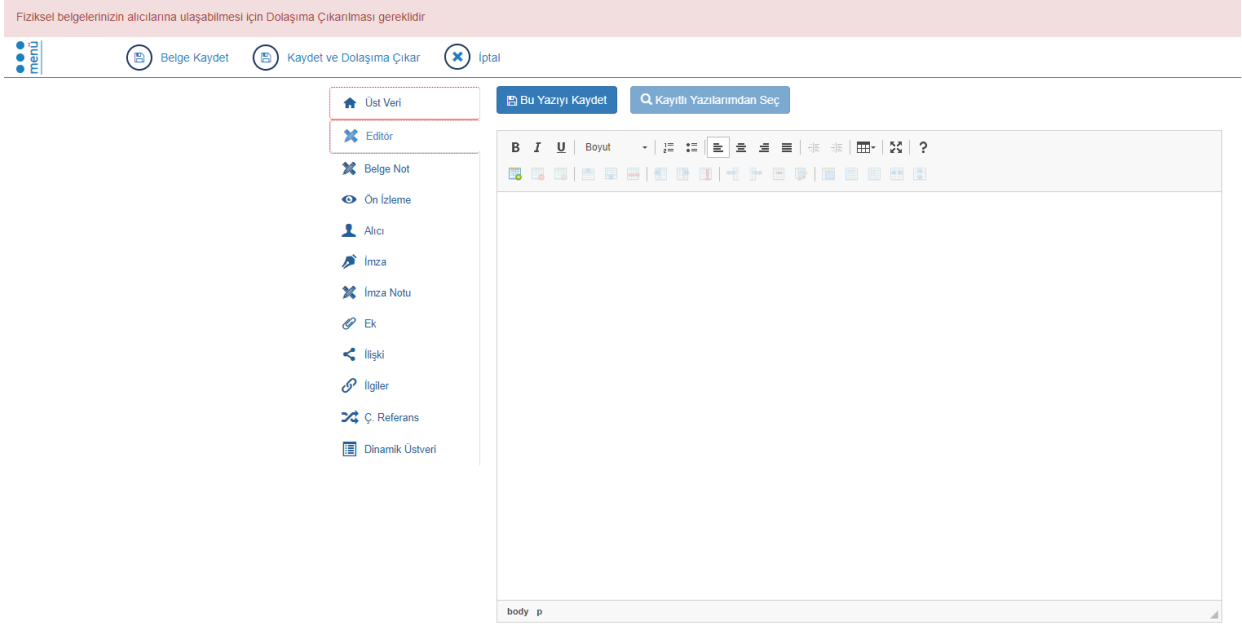 Fiziksel belgelerinizin alıcılarına ulaşabilmesi için Dolaşıma Çıkarılması gereklidir
menü
Belge Kaydet
Kaydet ve Dolaşıma Çıkar
İptal
Üst Veri
Editör
Belge Not
Ön İzleme
Alıcı
İmza
İmza Notu
Ek
İlişki
İlgiler
Ç. Referans
Dinamik Üstveri
Bu Yazıyı Kaydet
Kayıtlı Yazılarımdan Seç
B I U Boyut ?
body p